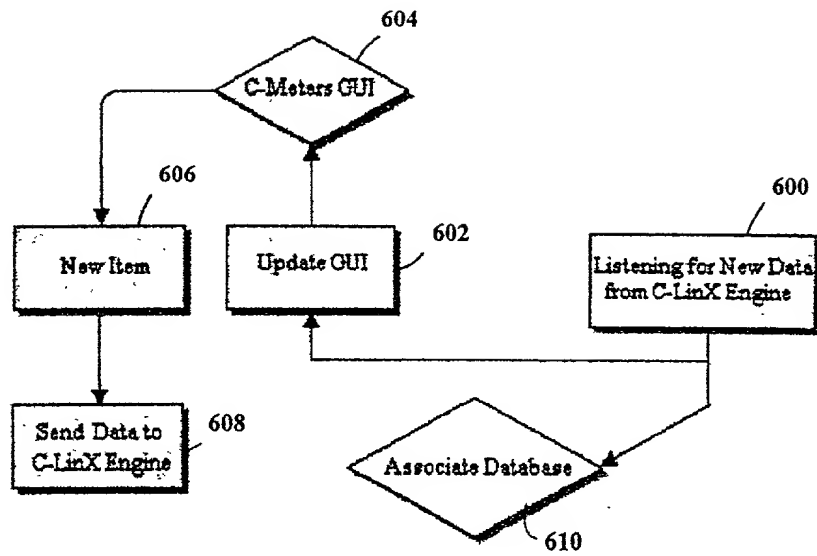 604
C-Meters GUI
606
New Item
602
Update GUI
600
Listening for New Data
from C-LinX Engine
Send Data to
C-LinX Engine
608
Associate Database
610